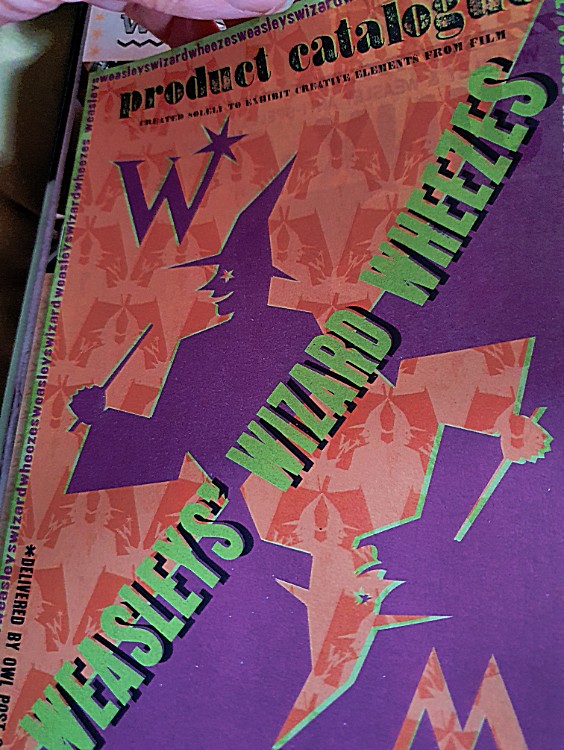 weasleyswizardwheezesweasleyswizardwheezes
product catalogue
CREATED SOLELY TO EXHIBIT CREATIVE ELEMENTS FROM FILM
W
WEASLEYS' WIZARD WHEEZES
*DELIVERED BY OWL POST
W